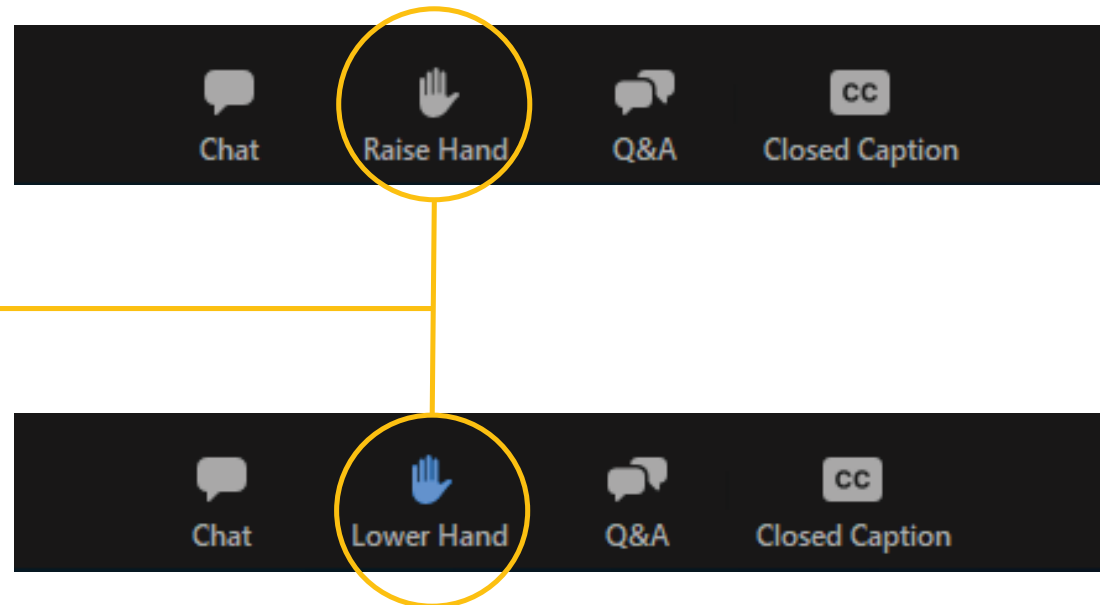 CC
Chat Raise Hand Q&A Closed Caption
CC
Chat Lower Hand Q&A Closed Caption